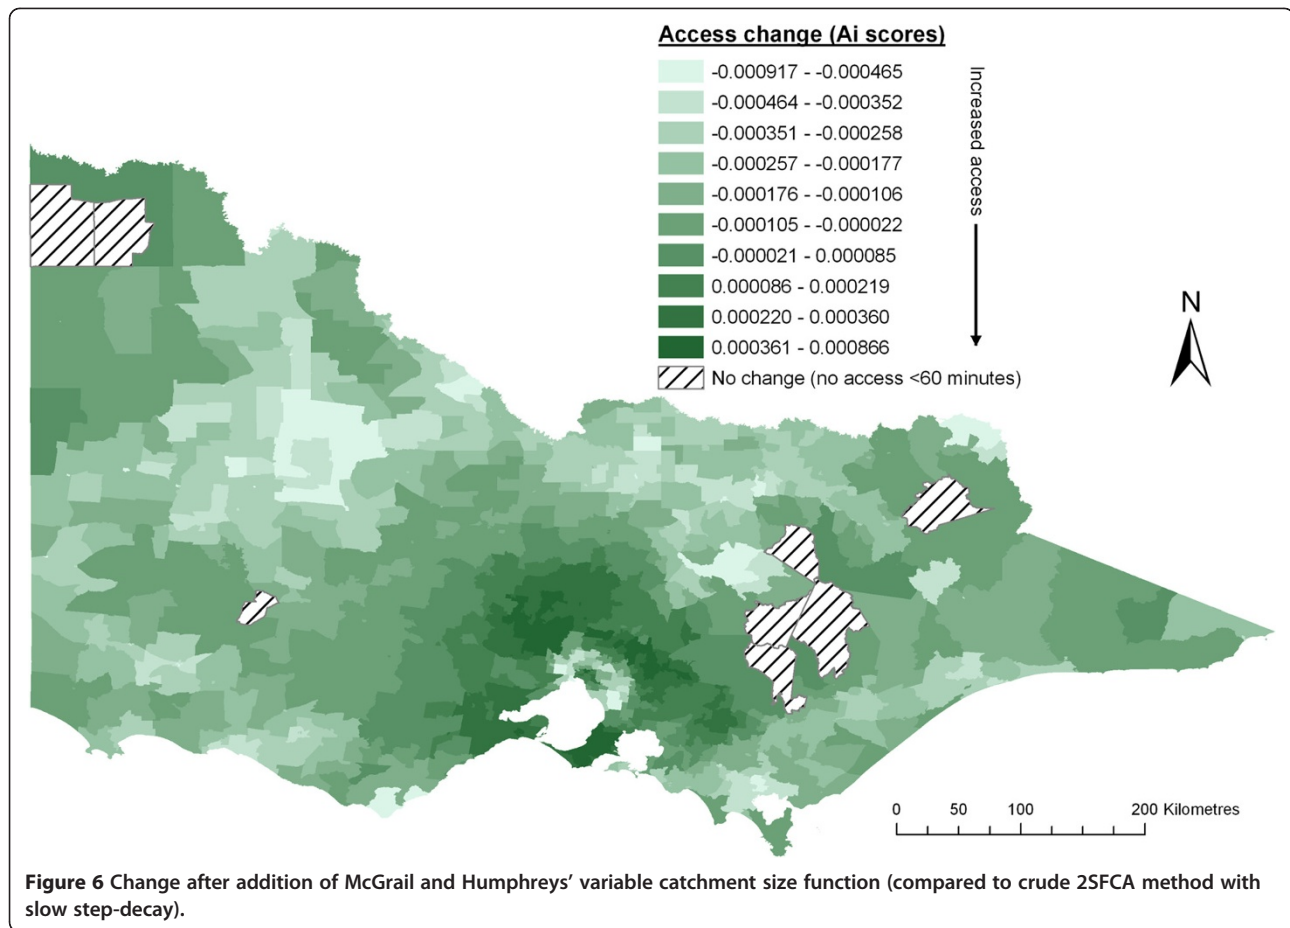 Access change (Ai scores)
-0.000917 - -0.000465
-0.000464 - -0.000352
-0.000351 - -0.000258
-0.000257 - -0.000177
-0.000176 - -0.000106
-0.000105 - -0.000022
-0.000021 - 0.000085
0.000086 - 0.000219
0.000220 - 0.000360
0.000361 - 0.000866
No change (no access <60 minutes)
Increased access
N
0 50 100 200 Kilometres
Figure 6 Change after addition of McGrail and Humphreys' variable catchment size function (compared to crude 2SFCA method with
slow step-decay).